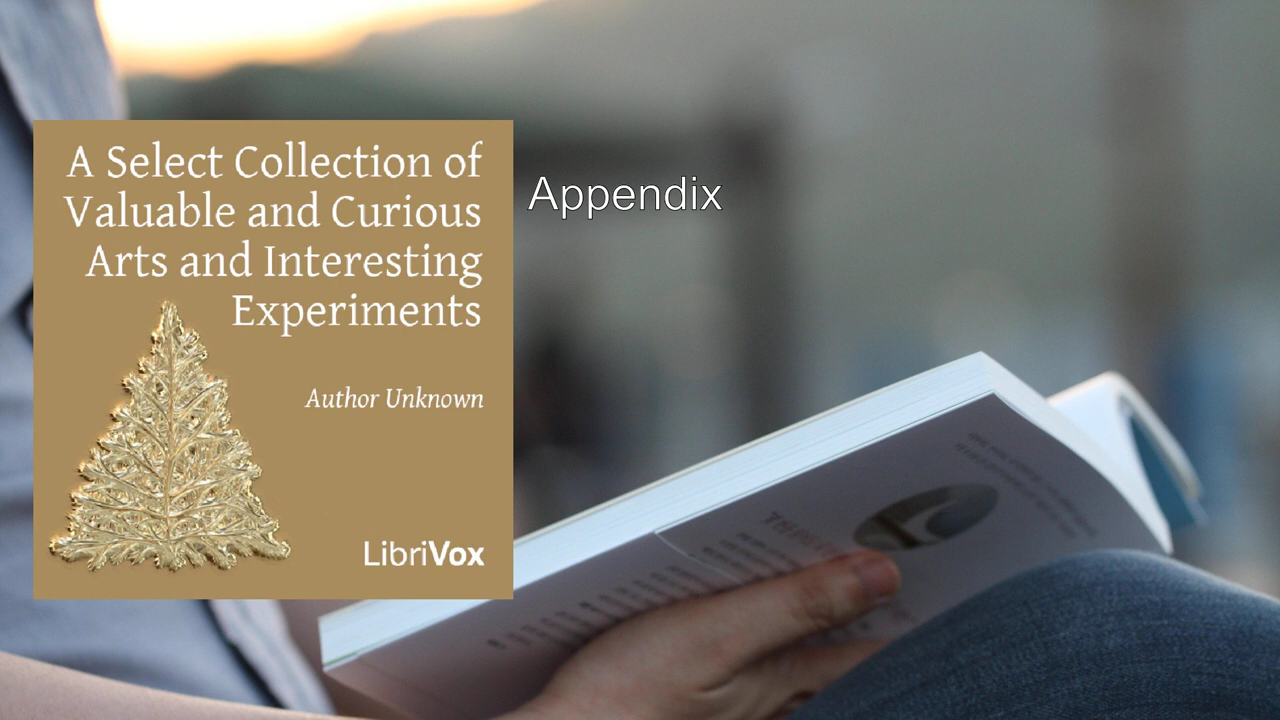 A Select Collection of
Valuable and Curious
Arts and Interesting
Experiments
Author Unknown
LibriVox
Appendix